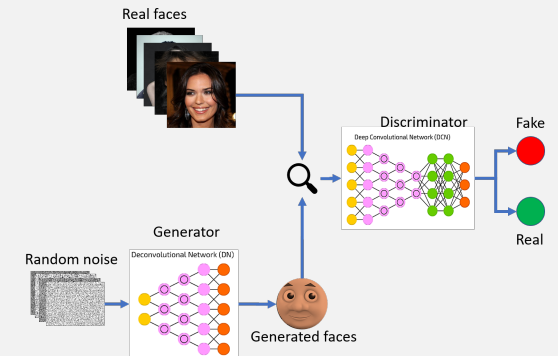 Real faces
Discriminator
Deep Convolutional Network (DCN)
Fake
Real
Generator
Deconvolutional Network (DN)
Random noise
Generated faces